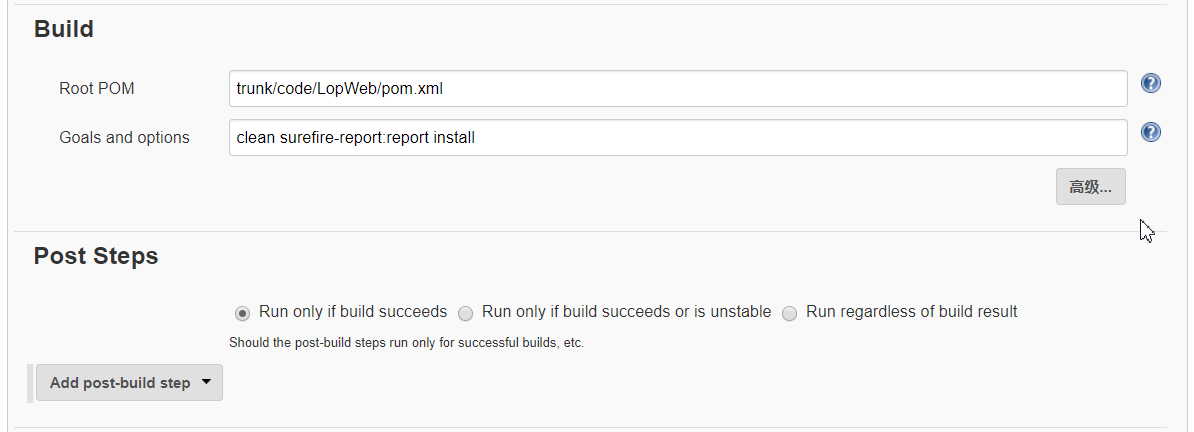 Build
Root POM
trunk/code/LopWeb/pom.xml
?
Goals and options
clean surefire-report:report install
?
高级...
Post Steps
Run only if build succeeds Run only if build succeeds or is unstable Run regardless of build result
Should the post-build steps run only for successful builds, etc.
Add post-build step